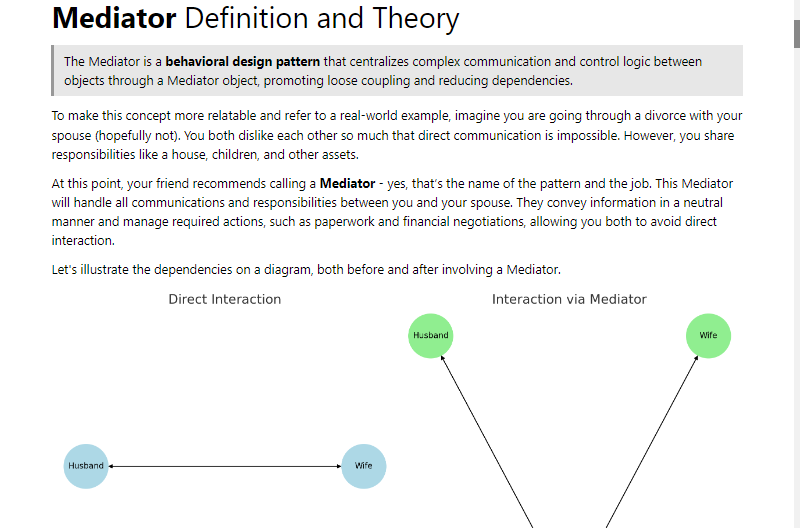 Mediator Definition and Theory
The Mediator is a behavioral design pattern that centralizes complex communication and control logic between
objects through a Mediator object, promoting loose coupling and reducing dependencies.
To make this concept more relatable and refer to a real-world example, imagine you are going through a divorce with your
spouse (hopefully not). You both dislike each other so much that direct communication is impossible. However, you share
responsibilities like a house, children, and other assets.
At this point, your friend recommends calling a Mediator - yes, that's the name of the pattern and the job. This Mediator
will handle all communications and responsibilities between you and your spouse. They convey information in a neutral
manner and manage required actions, such as paperwork and financial negotiations, allowing you both to avoid direct
interaction.
Let's illustrate the dependencies on a diagram, both before and after involving a Mediator.
Direct Interaction
Husband
Wife
Interaction via Mediator
Husband
Wife